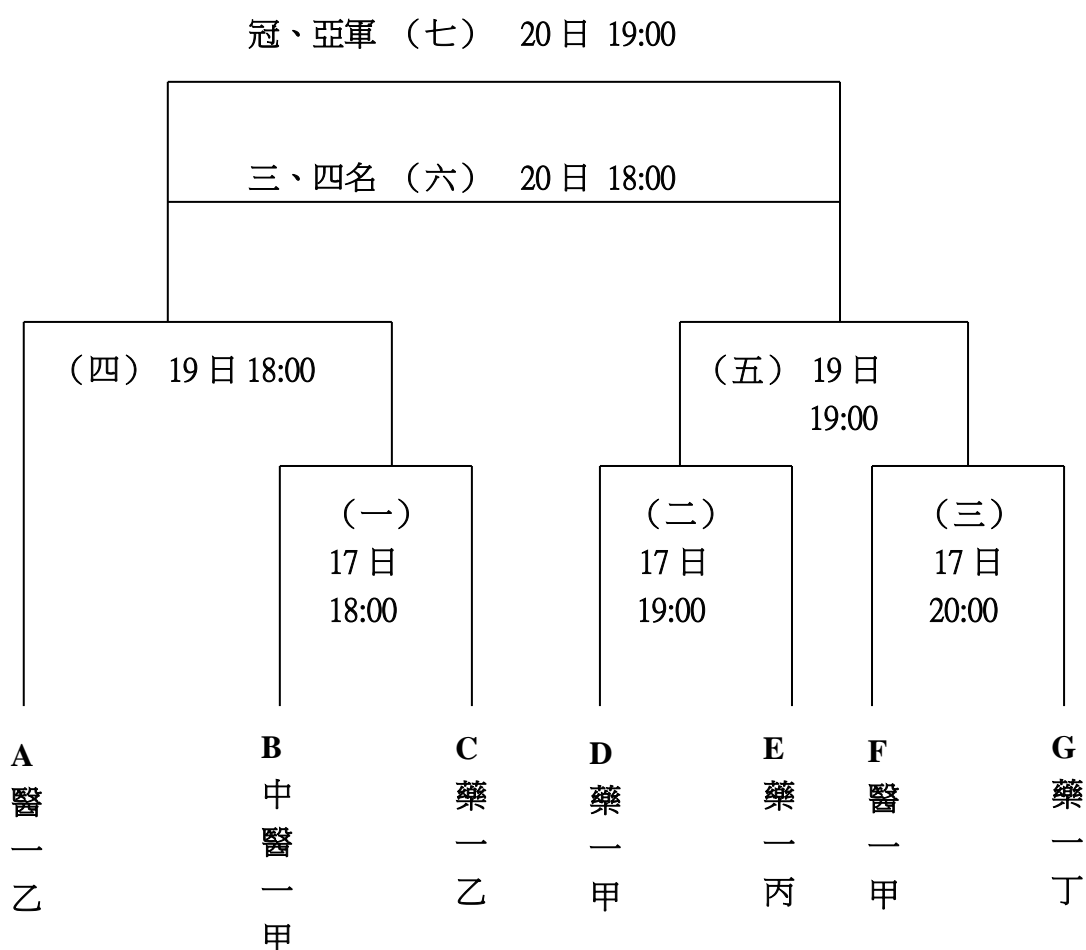 冠、亞軍 （七） 20 日 19:00
三、四名 （六） 20 日 18:00
（四） 19 日 18:00
（五） 19 日
19:00
（一）
17 日
18:00
（二）
17 日
19:00
（三）
17 日
20:00
A
醫一乙
B
中醫一甲
C
藥一乙
D
藥一甲
E
藥一丙
F
醫一甲
G
藥一丁